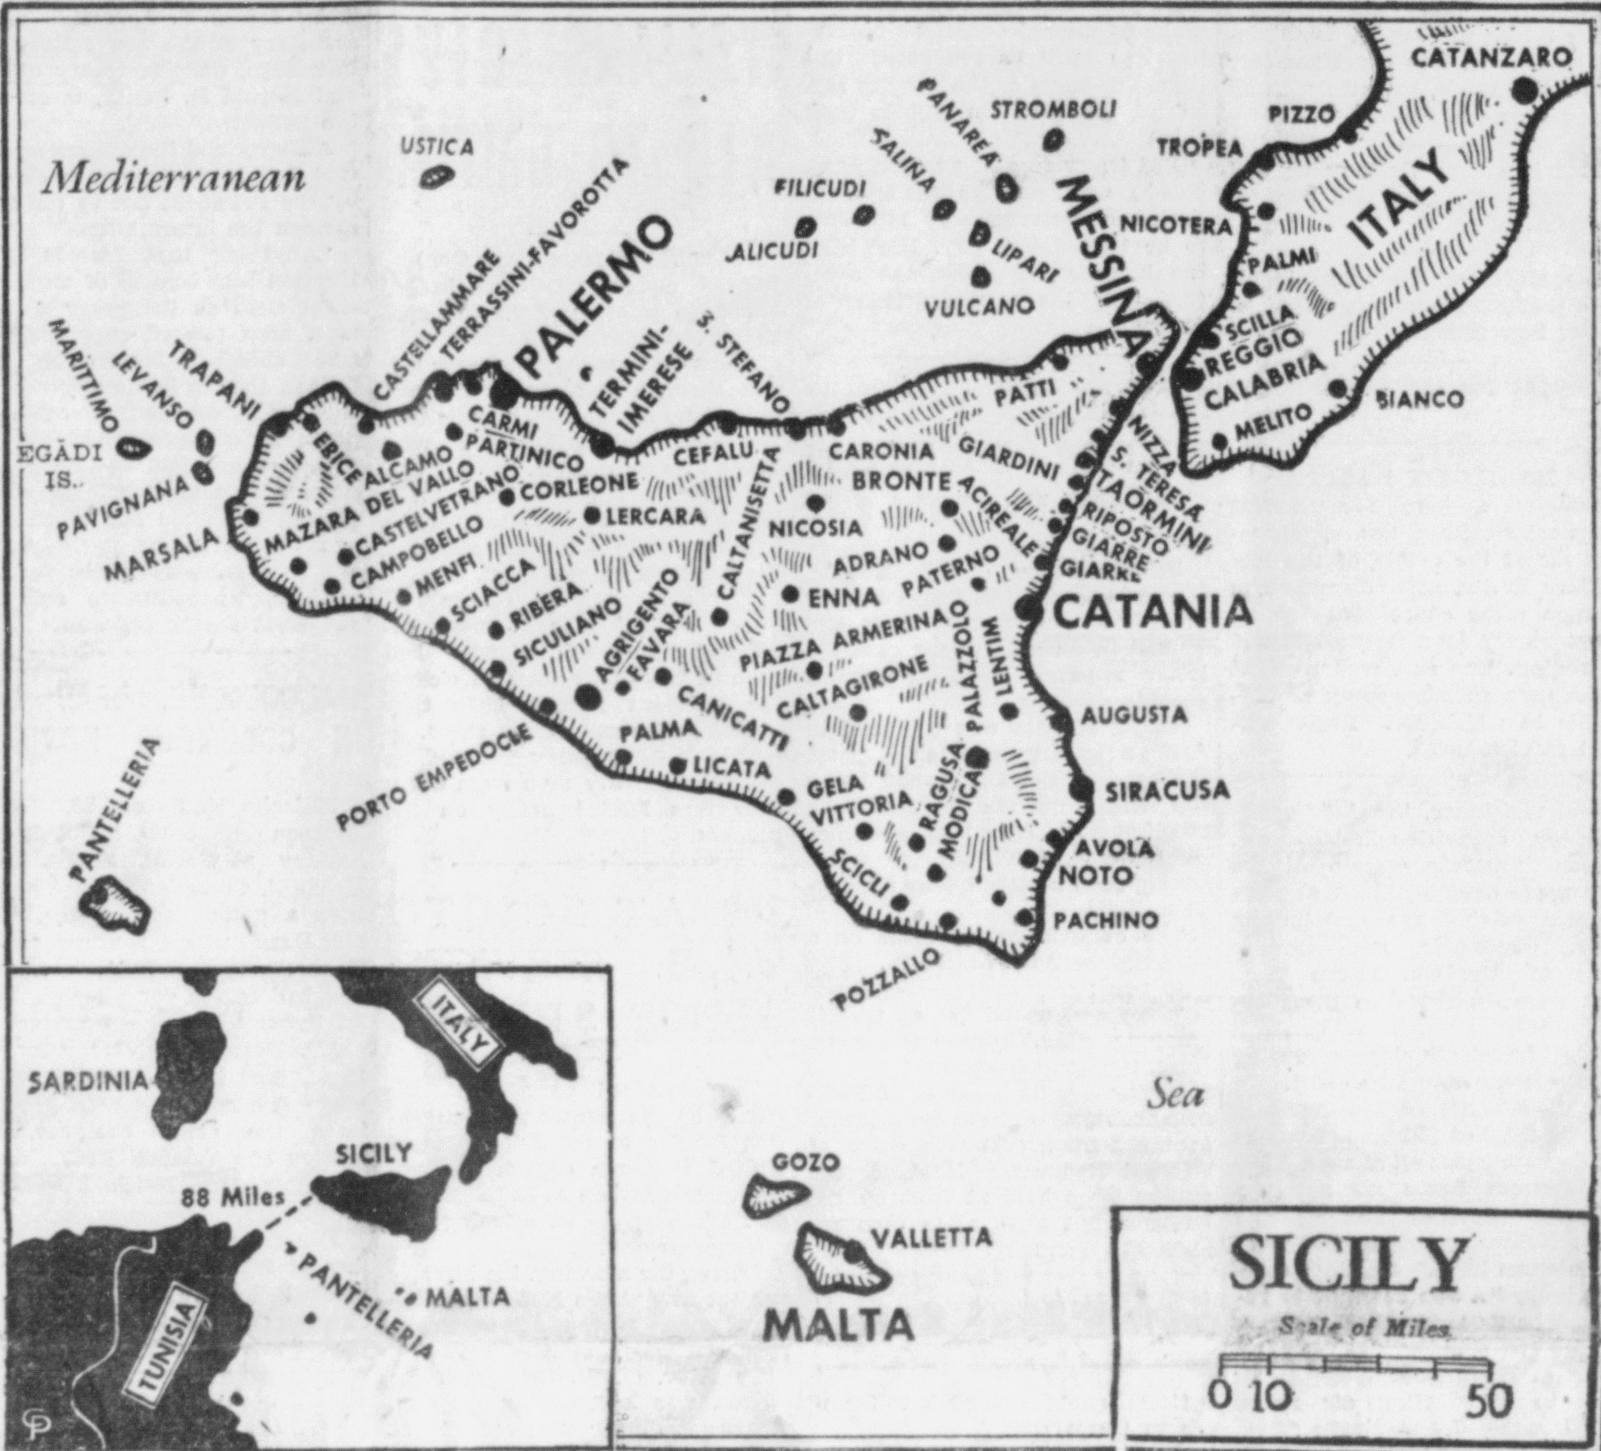 CATANZARO
PIZZO
TROPEA
NICOTERA
ITALY
PALMI
SCILLA
REGGIO
CALABRIA
MELITO
BIANCO
Mediterranean
USTICA
PANAREA
STROMBOLI
SALINA
FILICUDI
ALICUDI
LIPARI
VULCANO
MESSINA
CASTELLAMMARE
TERRASSINI-FAVOROTTA
PALERMO
TERMINI-
IMERESE
S. STEFANO
MARITTIMO
LEVANSO
TRAPANI
EGADI
IS.
PAVIGNANA
MARSALA
ERICE
ALCAMO
CARMI
PARTINICO
MAZARA DEL VALLO
CASTELVETRANO
CAMPOBELLO
CORLEONE
LERCARA
CEFALU
CARONIA
PATTI
GIARDINI
NIZZA
S. TERESA
TAORMINI
RIPOSTO
GIARRE
GIARRE
BRONTE
ACIREALE
NICOSIA
ADRANO
PATERNO
CALTANISETTA
ENNA
MENFI
SCIACCA
RIBERA
SICULIANO
AGRIGENTO
FAVARA
CANICATTI
PIAZZA ARMERINA
CALTAGIRONE
PALAZZOLO
LENTIM
CATANIA
AUGUSTA
SIRACUSA
PORTO EMPEDOCLE
PALMA
LICATA
GELA
VITTORIA
RAGUSA
MODICA
SCICLI
AVOLA
NOTO
PACHINO
POZZALLO
PANTELLERIA
ITALY
SARDINIA
SICILY
88 Miles
PANTELLERIA
MALTA
TUNISIA
CP
Sea
GOZO
VALLETTA
MALTA
SICILY
Scale of Miles
0 10 50